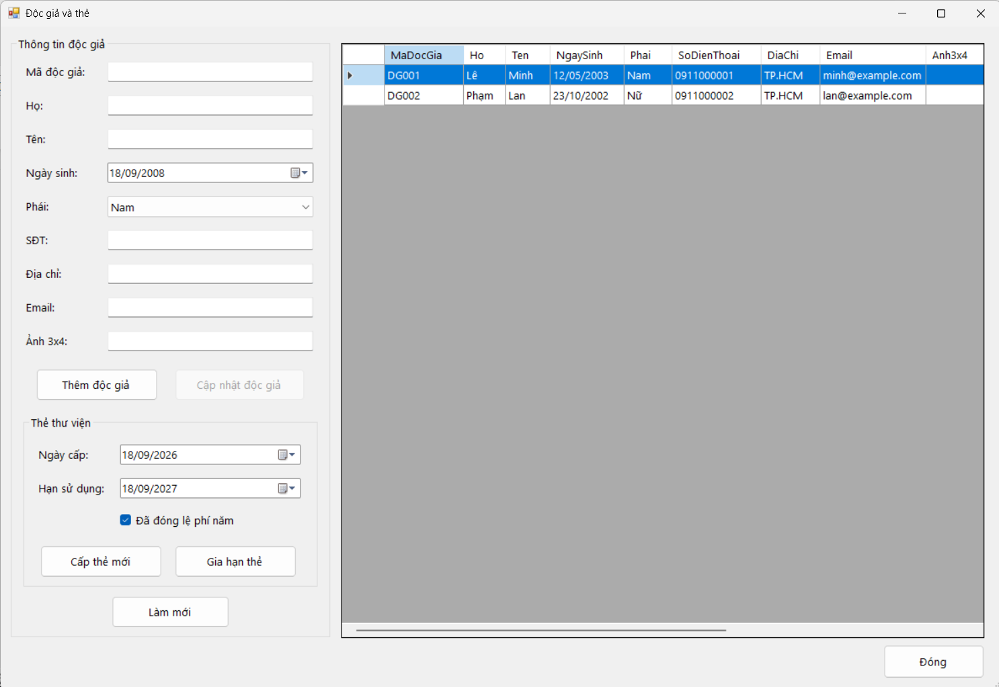 Độc giả và thẻ
Thông tin độc giả
Mã độc giả:
Họ:
Tên:
Ngày sinh: 18/09/2008
Phái: Nam
SĐT:
Địa chỉ:
Email:
Ảnh 3x4:
Thêm độc giả Cập nhật độc giả
Thẻ thư viện
Ngày cấp: 18/09/2026
Hạn sử dụng: 18/09/2027
Đã đóng lệ phí năm
Cấp thẻ mới Gia hạn thẻ
Làm mới
MaDocGia Ho Ten NgaySinh Phai SoDienThoai DiaChi Email Anh3x4
DG001 Lê Minh 12/05/2003 Nam 0911000001 TP.HCM minh@example.com
DG002 Phạm Lan 23/10/2002 Nữ 0911000002 TP.HCM lan@example.com
Đóng